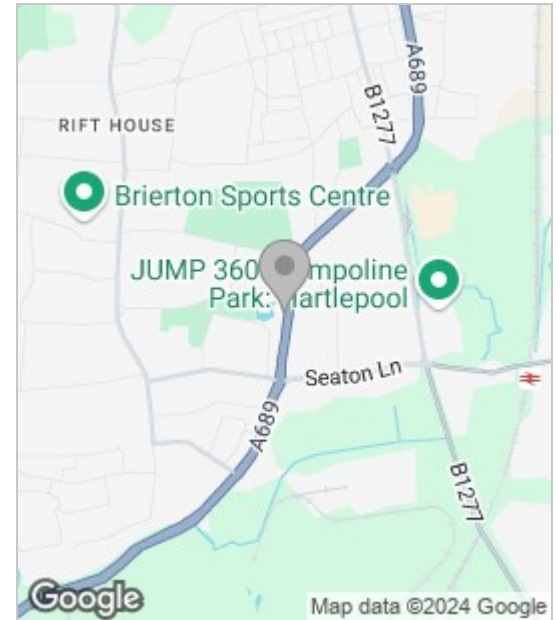 A689
B1277
RIFT HOUSE
Brierton Sports Centre
JUMP 360
Park: Hartlepool
Seaton Ln
A689
B1277
Google
Map data ©2024 Google